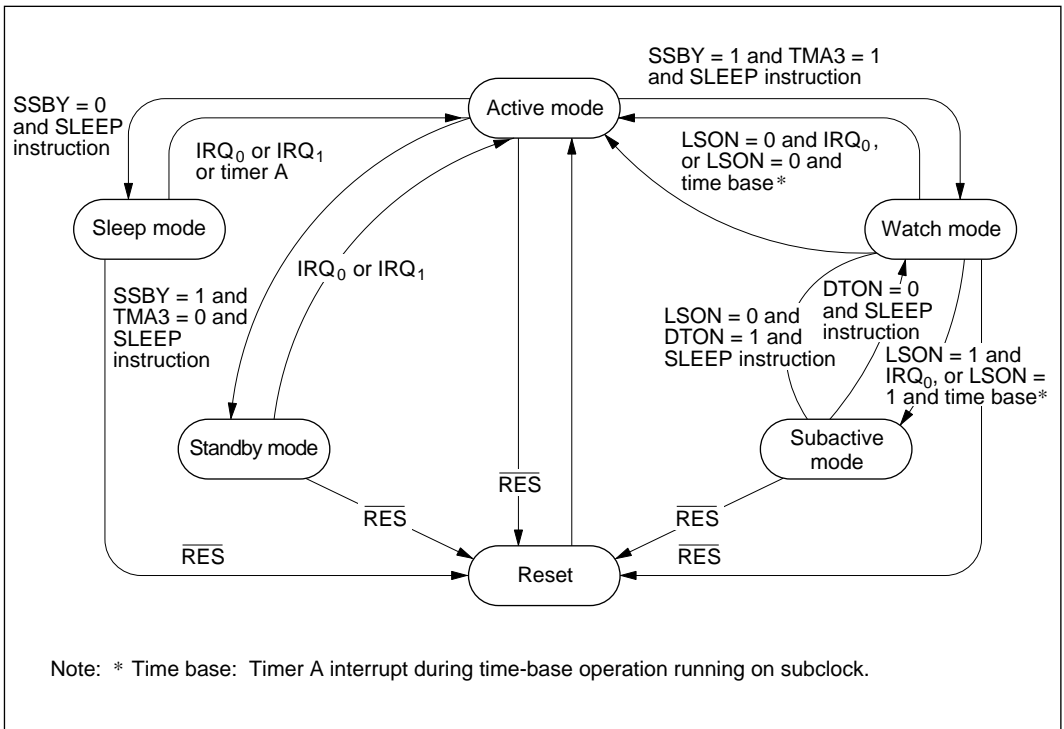 SSBY = 1 and TMA3 = 1
and SLEEP instruction
Active mode
SSBY = 0
and SLEEP
instruction
IRQ0 or IRQ1
or timer A
LSON = 0 and IRQ0,
or LSON = 0 and
time base*
Sleep mode
Watch mode
IRQ0 or IRQ1
SSBY = 1 and
TMA3 = 0 and
SLEEP
instruction
LSON = 0 and
DTON = 1 and
SLEEP instruction
DTON = 0
and SLEEP
instruction
LSON = 1 and
IRQ0, or LSON =
1 and time base*
Standby mode
Subactive
mode
RES
RES
RES
RES
RES
Reset
Note: * Time base: Timer A interrupt during time-base operation running on subclock.